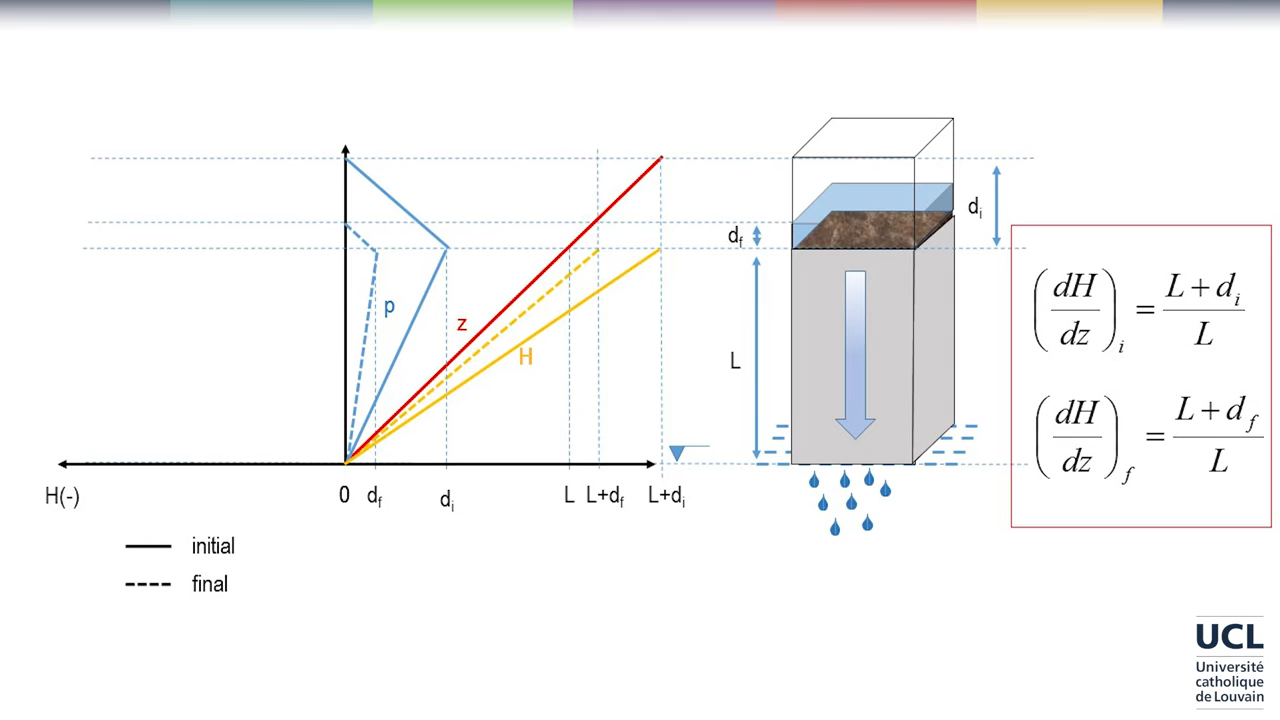 d_i
d_f
p
z
H
L
H(-)
0
d_f
d_i
L
L+d_f
L+d_i
initial
final
(dH/dz)_i = (L + d_i)/L
(dH/dz)_f = (L + d_f)/L
UCL
Université
catholique
de Louvain